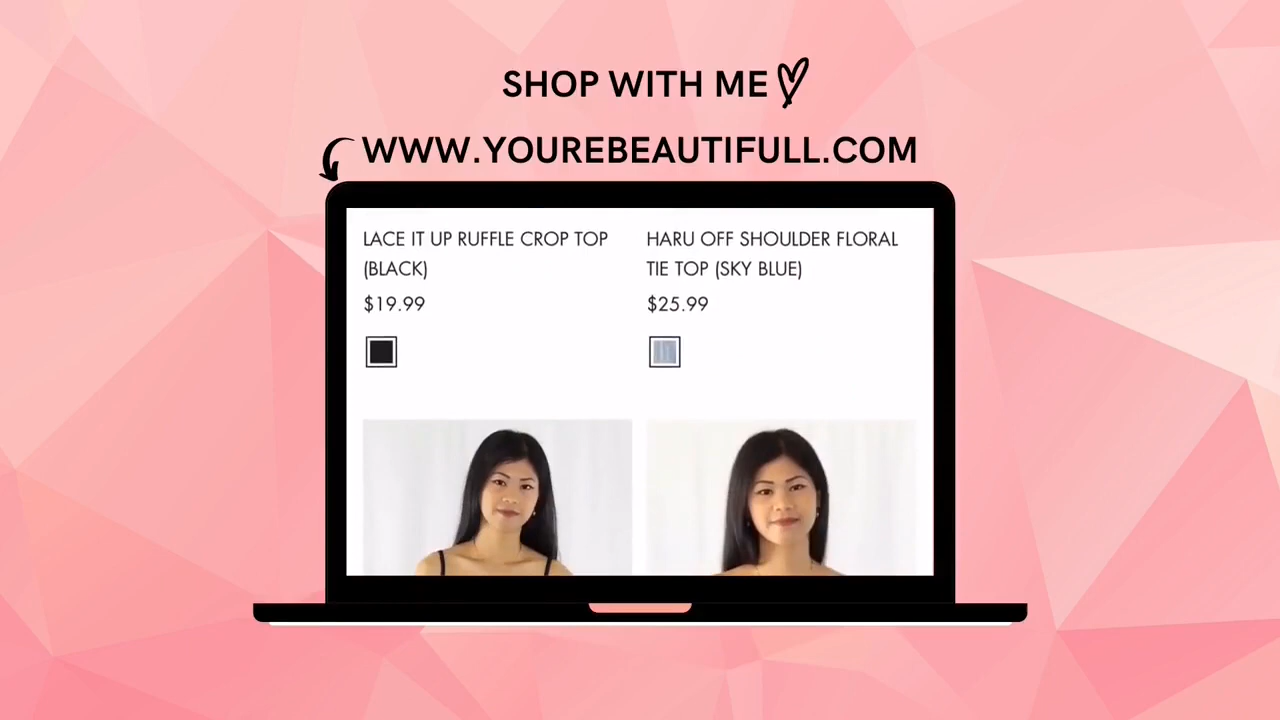 SHOP WITH ME
WWW.YOUREBEAUTIFULL.COM
LACE IT UP RUFFLE CROP TOP
(BLACK)
$19.99
HARU OFF SHOULDER FLORAL
TIE TOP (SKY BLUE)
$25.99